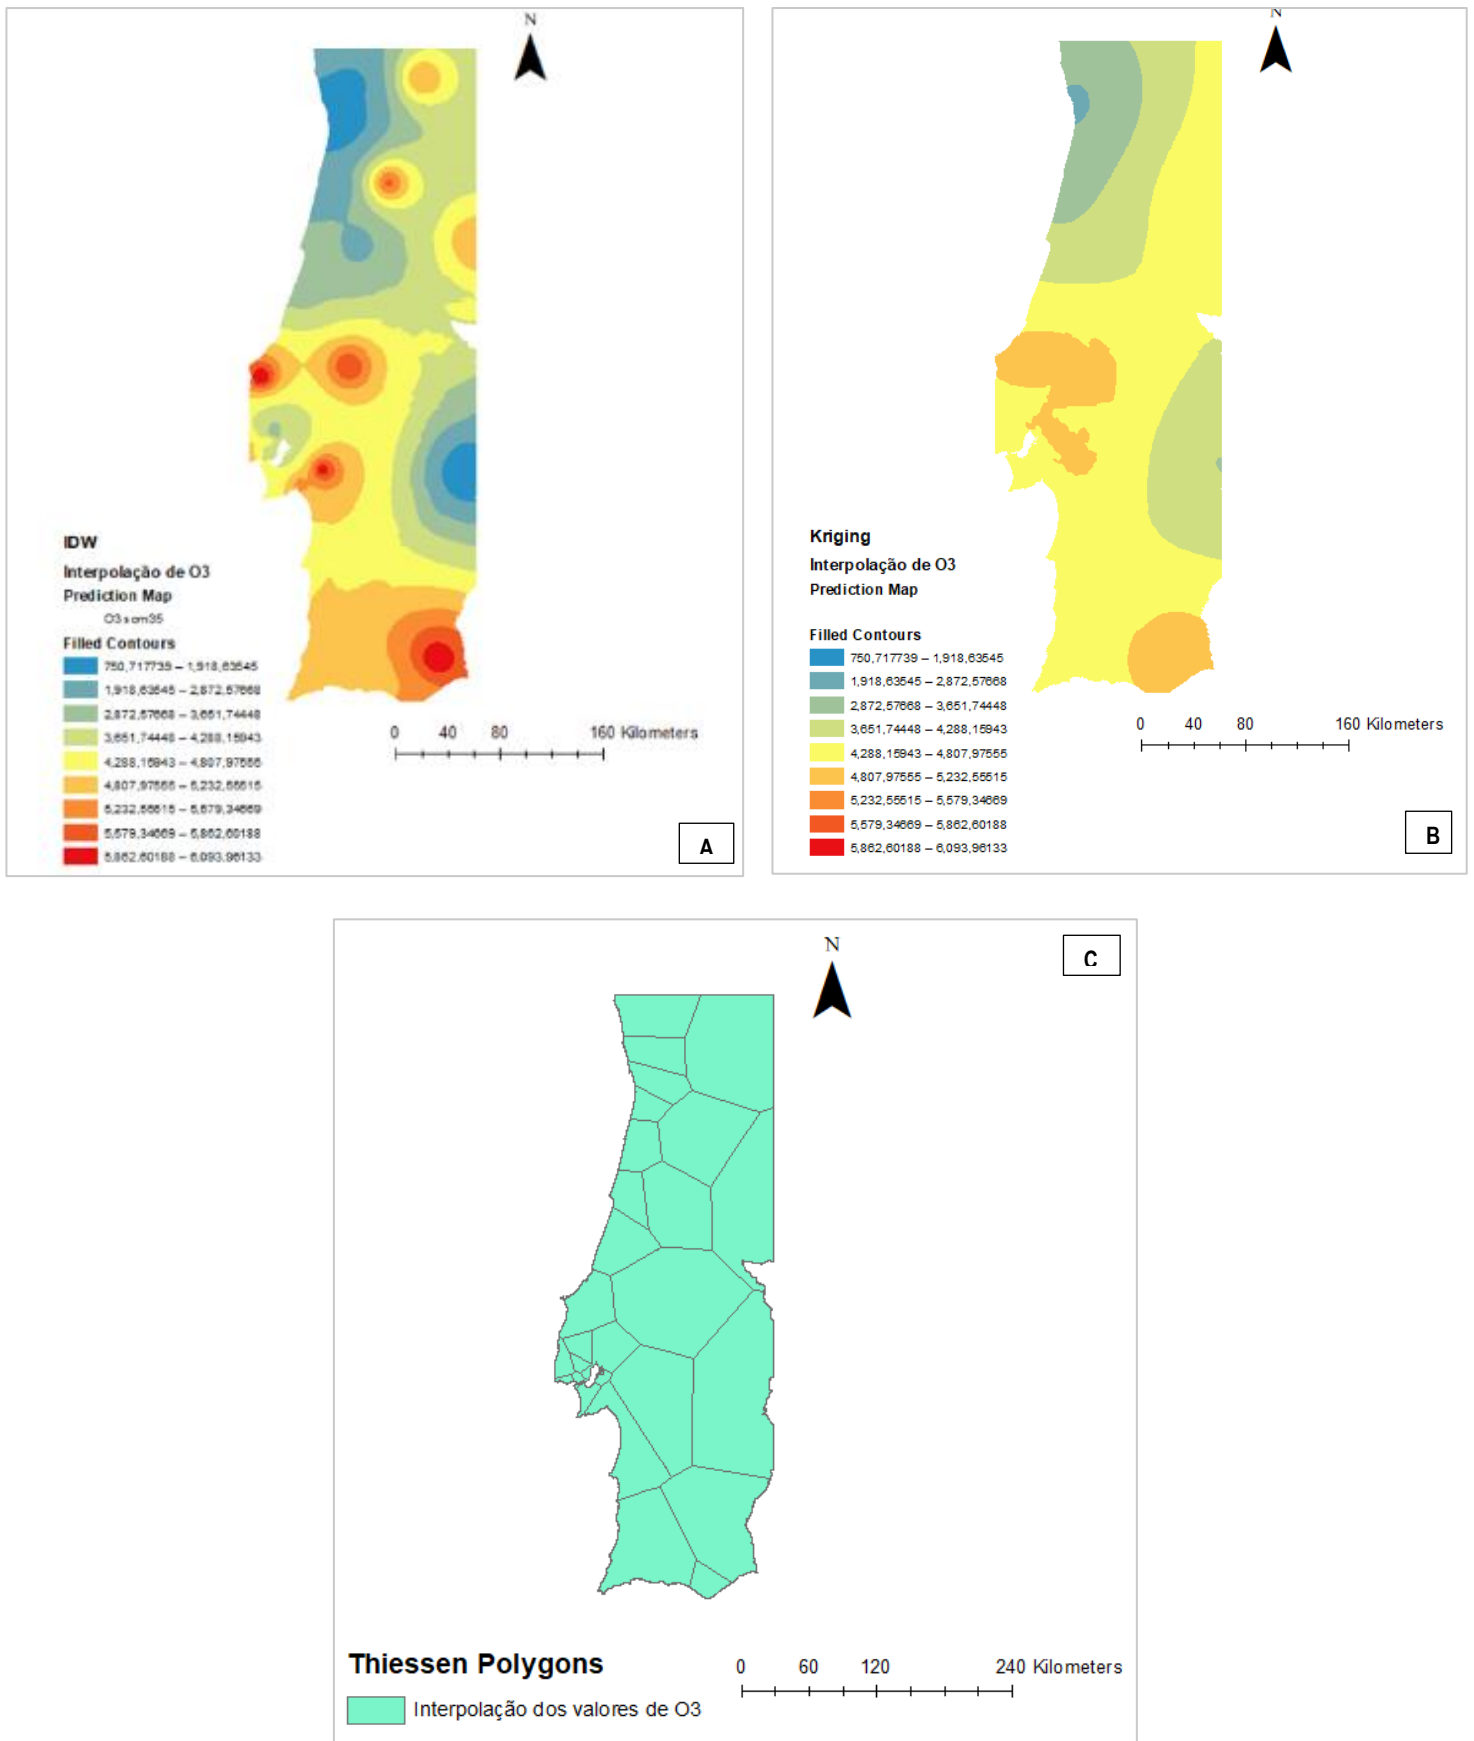 N
IDW
Interpolação de O3
Prediction Map
O3som35
Filled Contours
750,717739 – 1,918,63545
1,918,63545 – 2,872,57668
2,872,57668 – 3,651,74448
3,651,74448 – 4,288,15943
4,288,15943 – 4,807,97555
4,807,97555 – 5,232,55515
5,232,55515 – 5,579,34669
5,579,34669 – 5,862,60188
5,862,60188 – 6,093,96133
0 40 80 160 Kilometers
A
N
Kriging
Interpolação de O3
Prediction Map
Filled Contours
750,717739 – 1,918,63545
1,918,63545 – 2,872,57668
2,872,57668 – 3,651,74448
3,651,74448 – 4,288,15943
4,288,15943 – 4,807,97555
4,807,97555 – 5,232,55515
5,232,55515 – 5,579,34669
5,579,34669 – 5,862,60188
5,862,60188 – 6,093,96133
0 40 80 160 Kilometers
B
N
C
Thiessen Polygons
Interpolação dos valores de O3
0 60 120 240 Kilometers